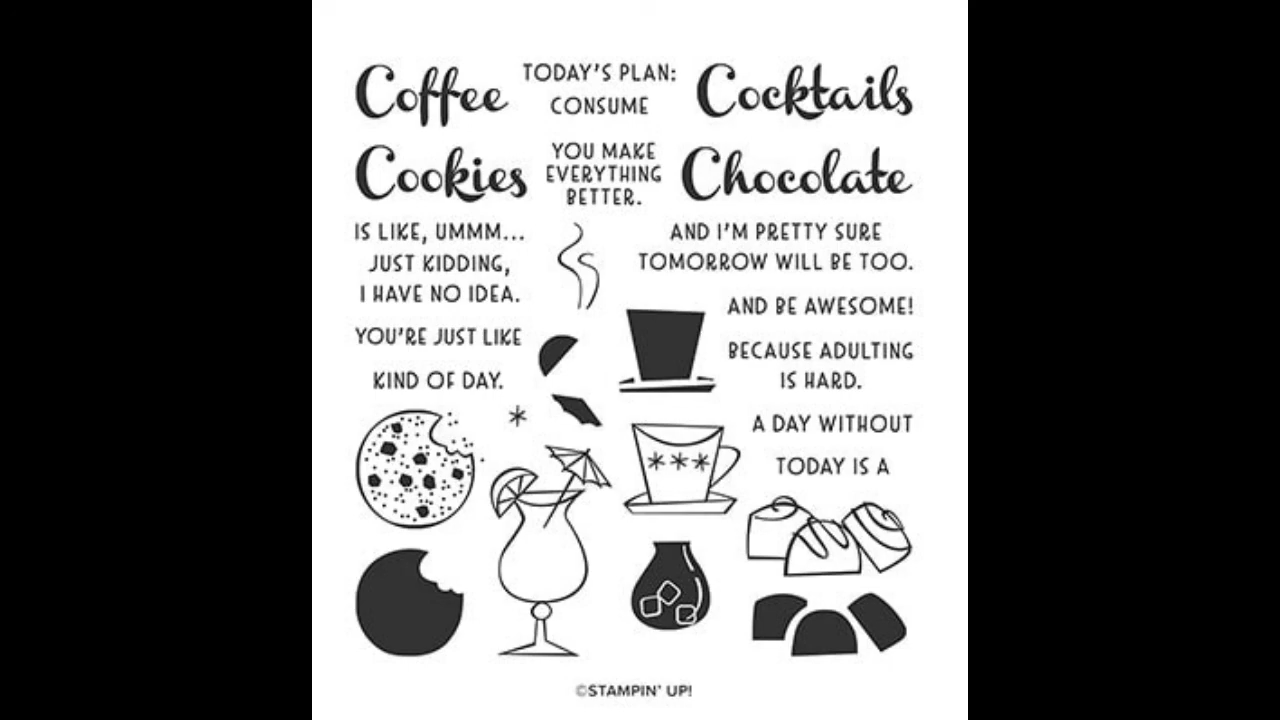 Coffee
TODAY'S PLAN:
CONSUME
Cocktails
Cookies
YOU MAKE
EVERYTHING
BETTER.
Chocolate
IS LIKE, UMMM...
JUST KIDDING,
I HAVE NO IDEA.
AND I'M PRETTY SURE
TOMORROW WILL BE TOO.
AND BE AWESOME!
YOU'RE JUST LIKE
BECAUSE ADULTING
IS HARD.
KIND OF DAY.
A DAY WITHOUT
TODAY IS A
©STAMPIN' UP!